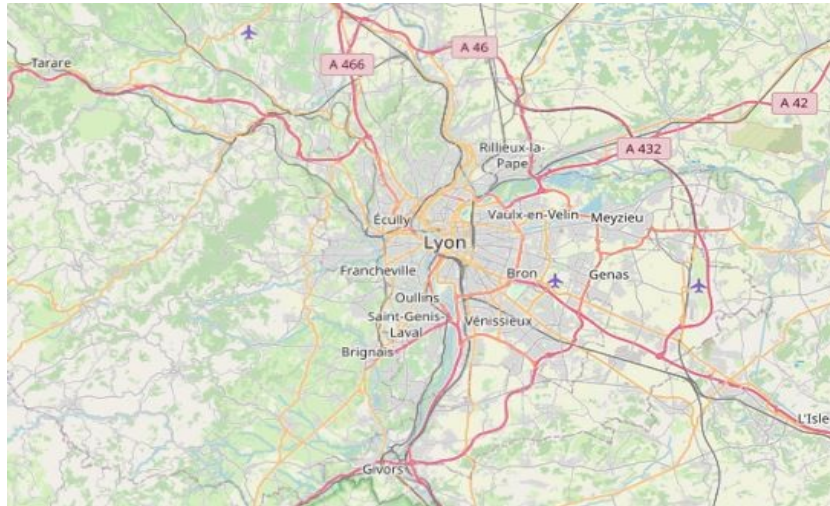 A 46
Tarare
A 466
A 42
Rillieux-la-
Pape
A 432
Écully
Vaulx-en-Velin
Meyzieu
Lyon
Francheville
Bron
Genas
Oullins
Saint-Genis-
Laval
Vénissieux
Brignais
L'Isle
Givors